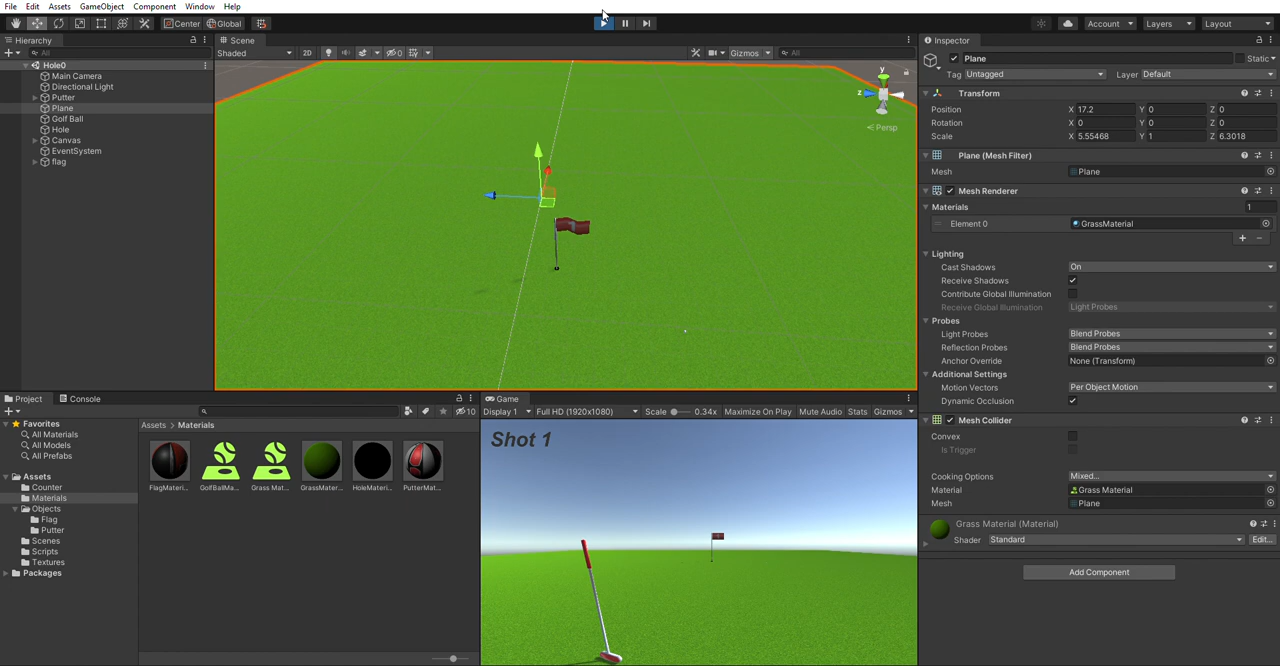 File Edit Assets GameObject Component Window Help
Center Global Account Layers Layout
Hierarchy
All
Hole0
Main Camera
Directional Light
Putter
Plane
Golf Ball
Hole
Canvas
EventSystem
flag
Scene
Shaded 2D 0 Gizmos All
y
z
Persp
Project Console
10
Favorites
All Materials
All Models
All Prefabs
Assets
Counter
Materials
Objects
Flag
Putter
Scenes
Scripts
Textures
Packages
Assets > Materials
FlagMateri... GolfBallMa... Grass Mat... GrassMater... HoleMateri... PutterMat...
Game
Display 1 Full HD (1920x1080) Scale 0.34x Maximize On Play Mute Audio Stats Gizmos
Shot 1
Inspector
Plane Static
Tag Untagged Layer Default
Transform
Position X 17.2 Y 0 Z 0
Rotation X 0 Y 0 Z 0
Scale X 5.55468 Y 1 Z 6.3018
Plane (Mesh Filter)
Mesh Plane
Mesh Renderer
Materials 1
Element 0 GrassMaterial
Lighting
Cast Shadows On
Receive Shadows
Contribute Global Illumination
Receive Global Illumination Light Probes
Probes
Light Probes Blend Probes
Reflection Probes Blend Probes
Anchor Override None (Transform)
Additional Settings
Motion Vectors Per Object Motion
Dynamic Occlusion
Mesh Collider
Convex
Is Trigger
Cooking Options Mixed...
Material Grass Material
Mesh Plane
Grass Material (Material)
Shader Standard Edit...
Add Component